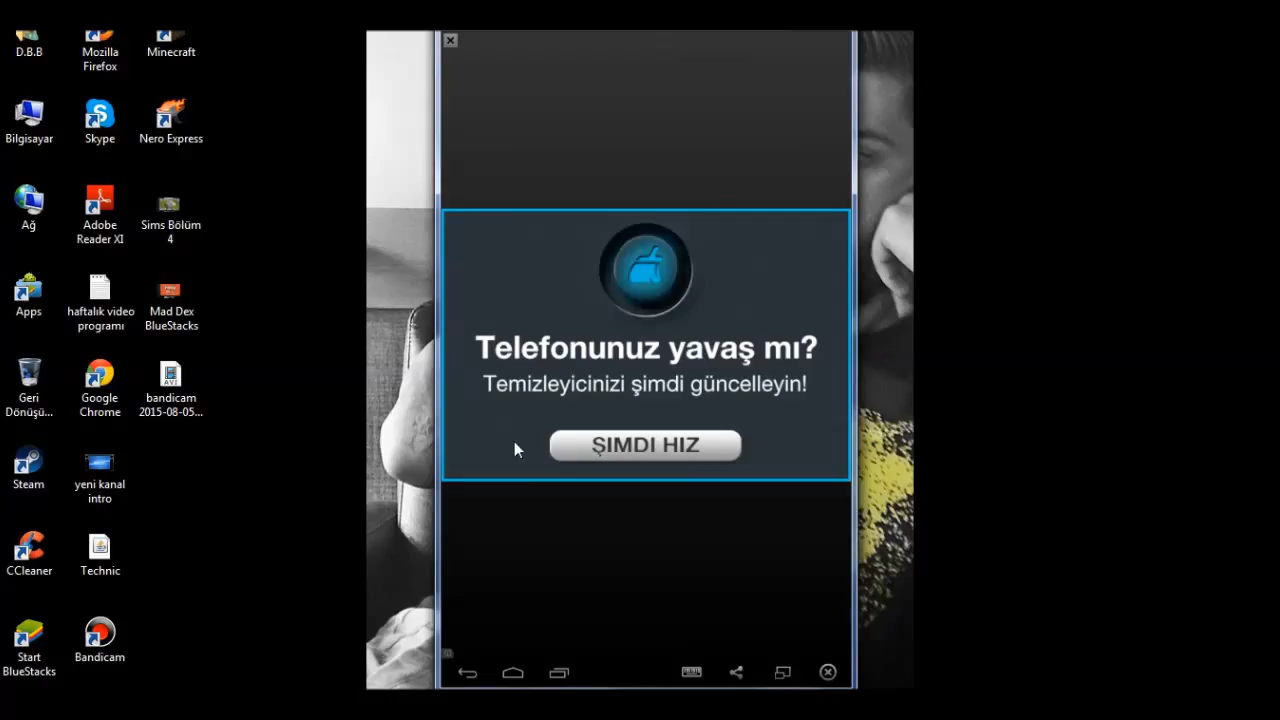 D.B.B
Mozilla
Firefox
Minecraft
Bilgisayar
Skype
Nero Express
Ağ
Adobe
Reader XI
Sims Bölüm
4
Apps
haftalık video
programı
Mad Dex
BlueStacks
Geri
Dönüşü...
Google
Chrome
bandicam
2015-08-05...
AVI
Steam
yeni kanal
intro
CCleaner
Technic
Start
BlueStacks
Bandicam
Telefonunuz yavaş mı?
Temizleyicinizi şimdi güncelleyin!
ŞIMDI HIZ